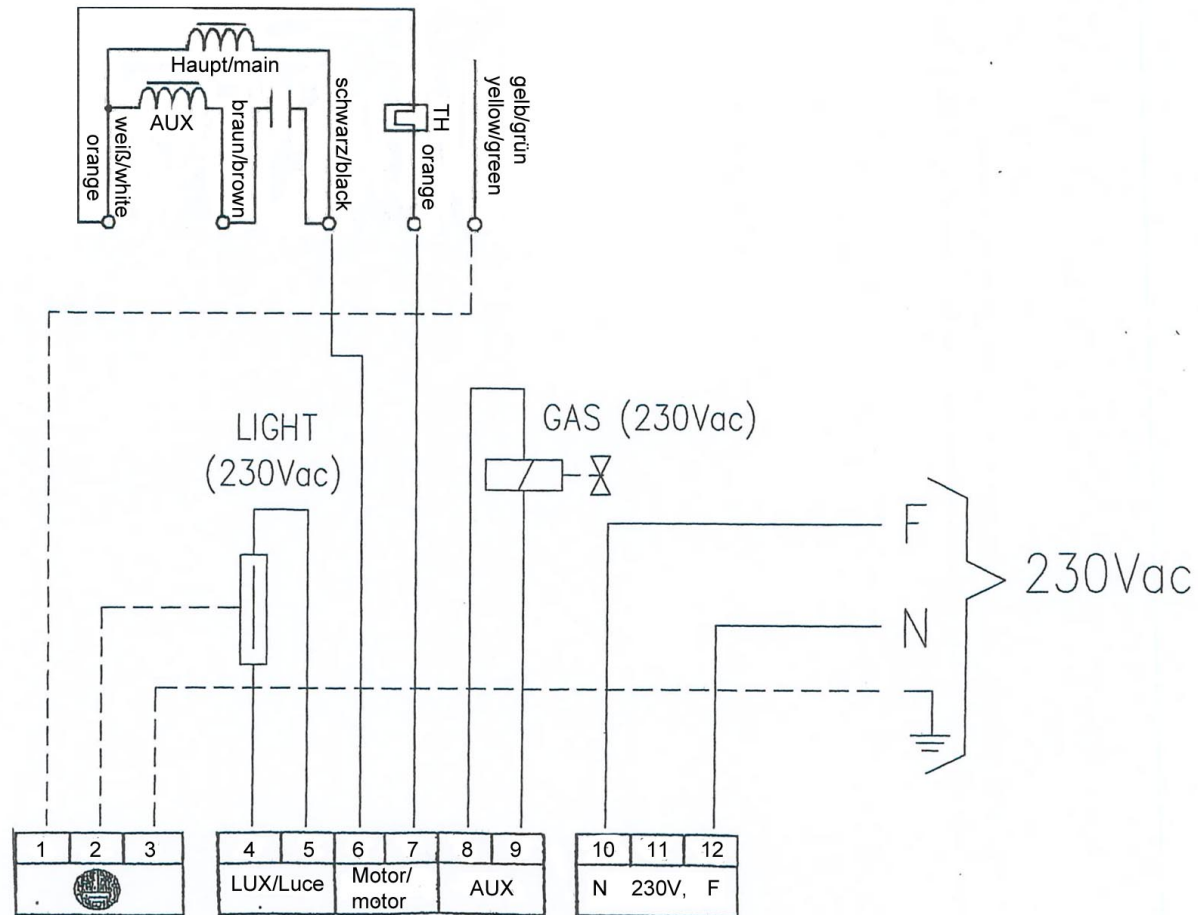 Haupt/main
AUX
orange
weiß/white
braun/brown
schwarz/black
TH
orange
gelb/grün
yellow/green
LIGHT
(230Vac)
GAS (230Vac)
F
N
230Vac
1 2 3 4 5 6 7 8 9 10 11 12
LUX/Luce
Motor/
motor
AUX
N 230V, F